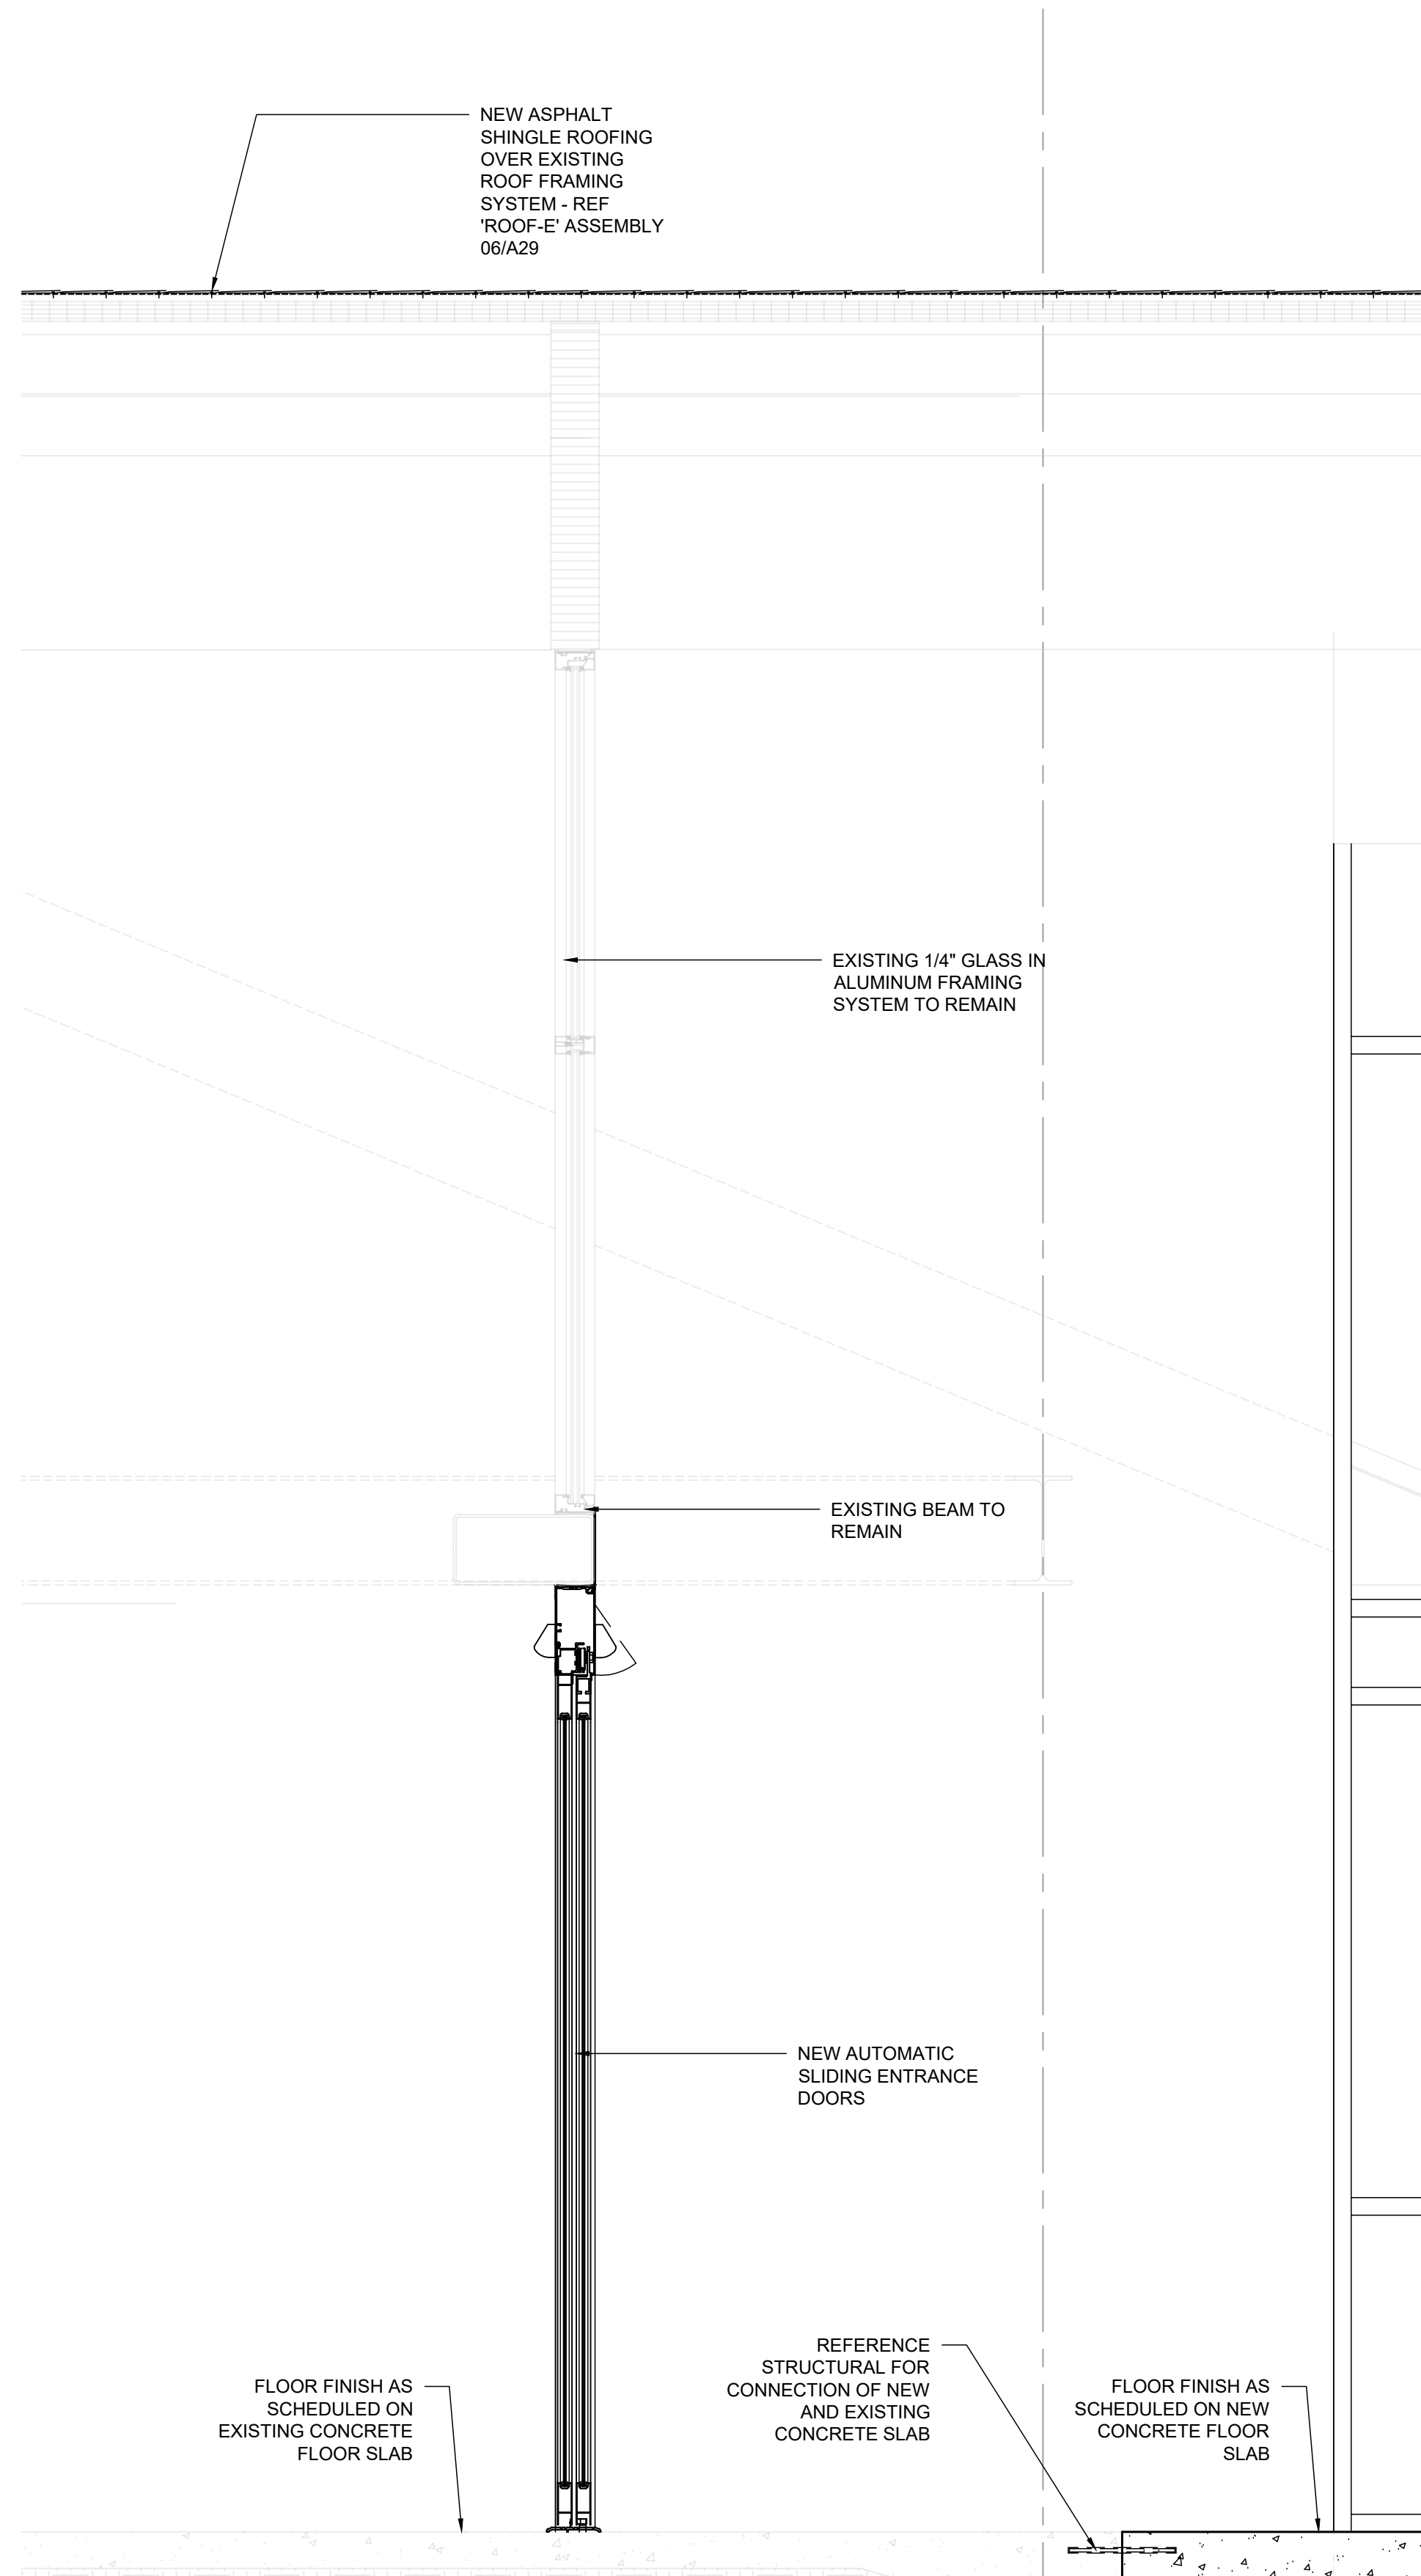 NEW ASPHALT
SHINGLE ROOFING
OVER EXISTING
ROOF FRAMING
SYSTEM - REF
'ROOF-E' ASSEMBLY
06/A29
EXISTING 1/4" GLASS IN
ALUMINUM FRAMING
SYSTEM TO REMAIN
EXISTING BEAM TO
REMAIN
NEW AUTOMATIC
SLIDING ENTRANCE
DOORS
FLOOR FINISH AS
SCHEDULED ON
EXISTING CONCRETE
FLOOR SLAB
REFERENCE
STRUCTURAL FOR
CONNECTION OF NEW
AND EXISTING
CONCRETE SLAB
FLOOR FINISH AS
SCHEDULED ON NEW
CONCRETE FLOOR
SLAB